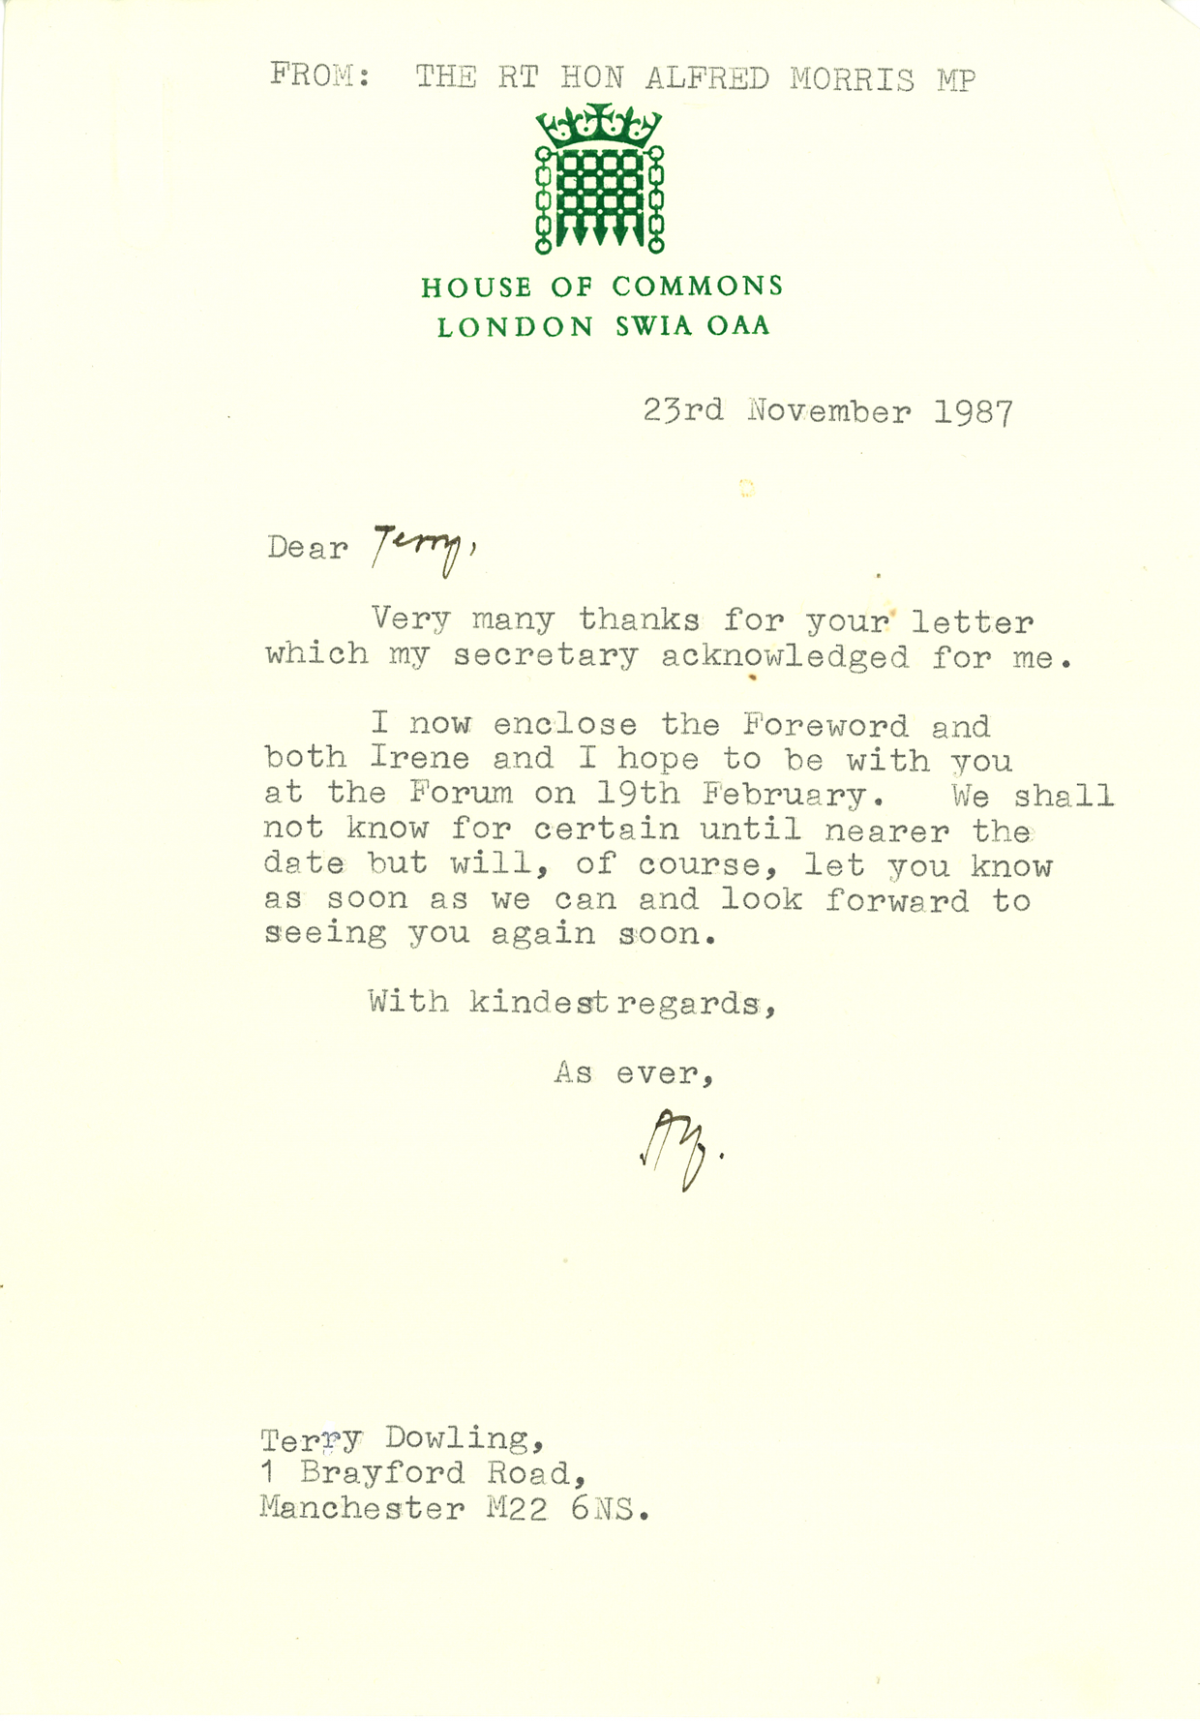 FROM: THE RT HON ALFRED MORRIS MP
HOUSE OF COMMONS
LONDON SW1A 0AA
23rd November 1987
Dear Terry,
Very many thanks for your letter
which my secretary acknowledged for me.
I now enclose the Foreword and
both Irene and I hope to be with you
at the Forum on 19th February. We shall
not know for certain until nearer the
date but will, of course, let you know
as soon as we can and look forward to
seeing you again soon.
With kindest regards,
As ever,
Alf.
Terry Dowling,
1 Brayford Road,
Manchester M22 6NS.